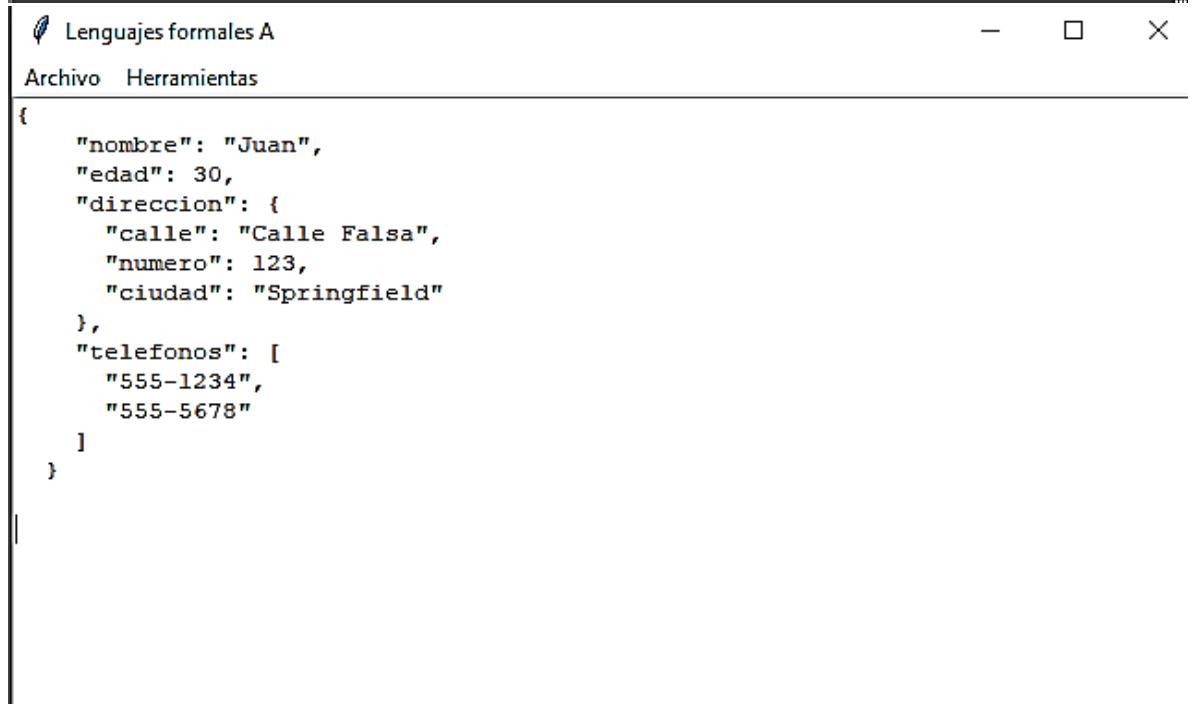 Lenguajes formales A
Archivo Herramientas
{
    "nombre": "Juan",
    "edad": 30,
    "direccion": {
      "calle": "Calle Falsa",
      "numero": 123,
      "ciudad": "Springfield"
    },
    "telefonos": [
      "555-1234",
      "555-5678"
    ]
  }